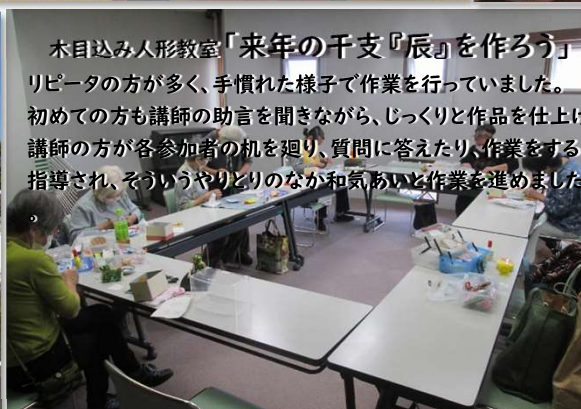 木目込み人形教室「来年の干支『辰』を作ろう」
リピータの方が多く、手慣れた様子で作業を行っていました。
初めての方も講師の助言を聞きながら、じっくりと作品を仕上げ
講師の方が各参加者の机を廻り、質問に答えたり、作業をする
指導され、そういうやりとりのなか和気あいと作業を進めました
。